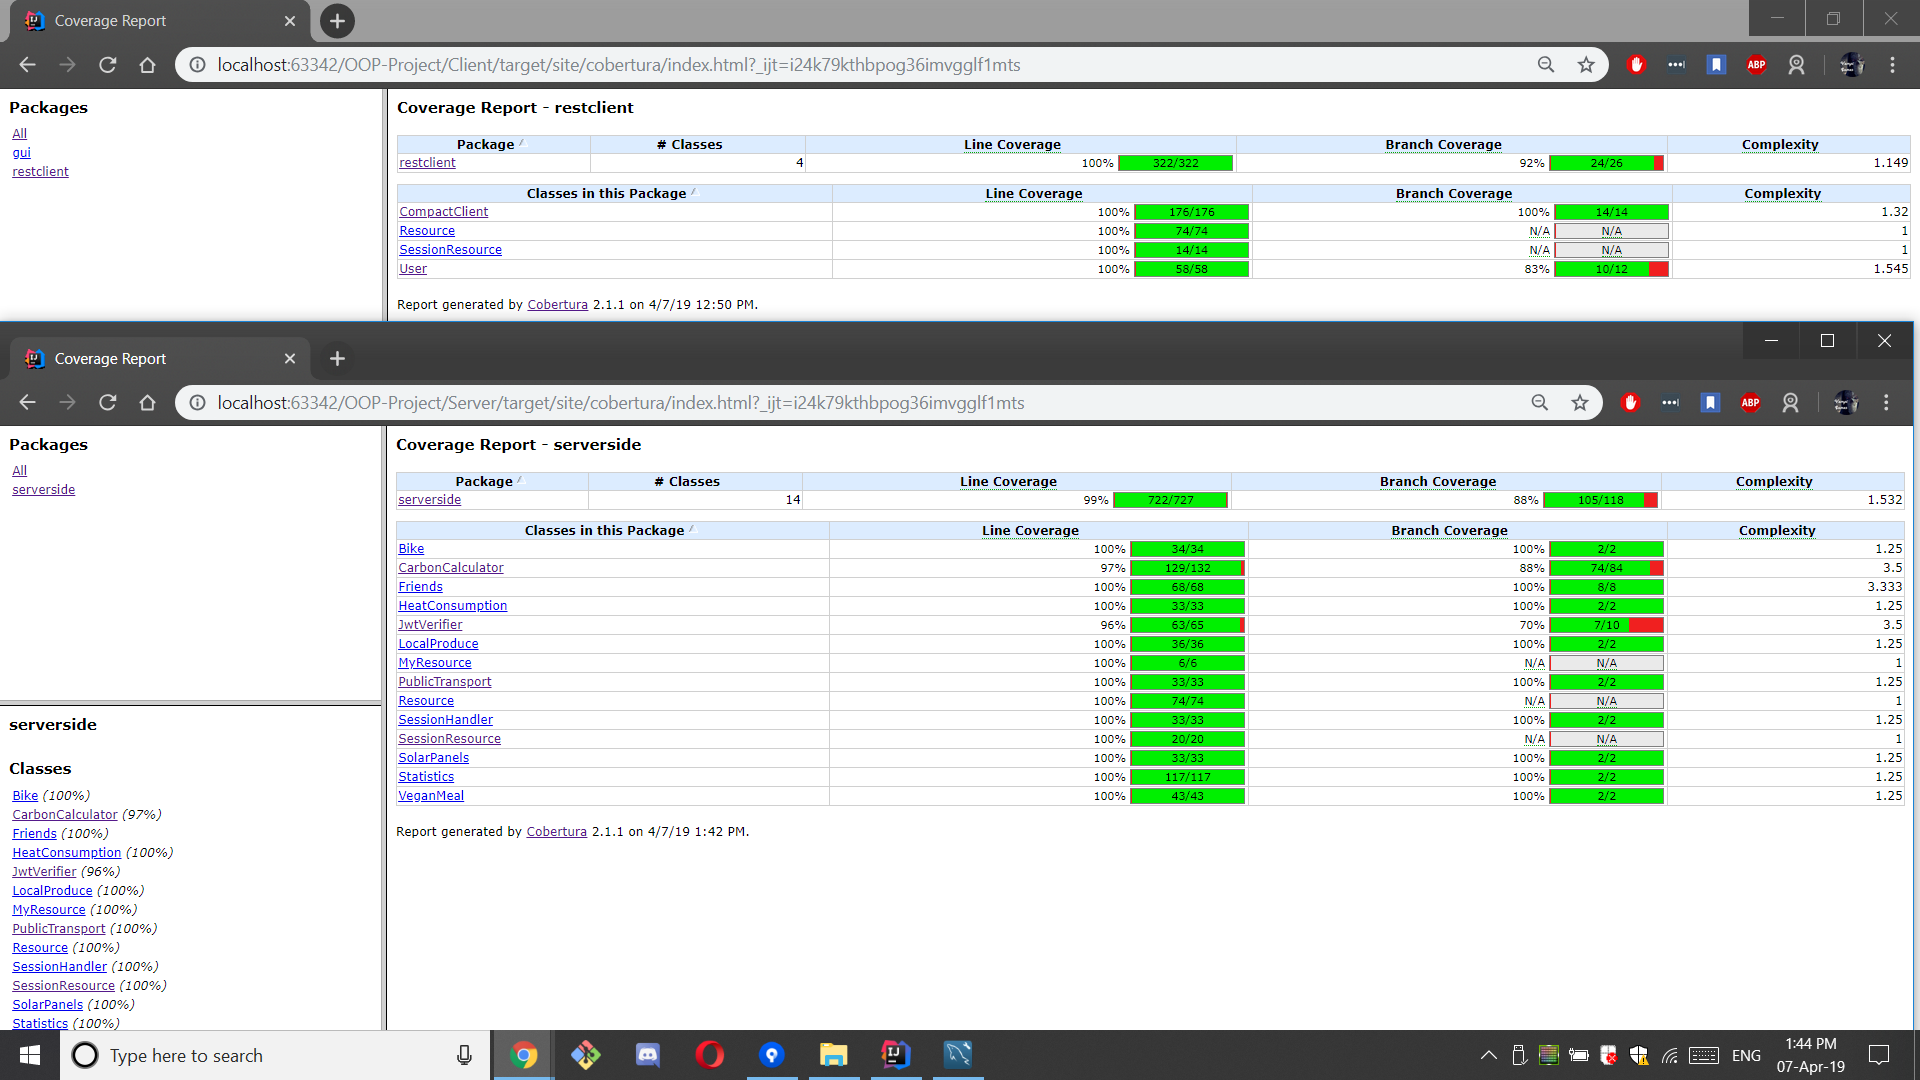 Coverage Report
localhost:63342/OOP-Project/Client/target/site/cobertura/index.html?_ijt=i24k79kthbpog36imvgglf1mts
ABP
Packages
All
gui
restclient
Coverage Report - restclient
Package # Classes Line Coverage Branch Coverage Complexity
restclient 4 100% 322/322 92% 24/26 1.149
Classes in this Package Line Coverage Branch Coverage Complexity
CompactClient 100% 176/176 100% 14/14 1.32
Resource 100% 74/74 N/A N/A 1
SessionResource 100% 14/14 N/A N/A 1
User 100% 58/58 83% 10/12 1.545
Report generated by Cobertura 2.1.1 on 4/7/19 12:50 PM.
Coverage Report
localhost:63342/OOP-Project/Server/target/site/cobertura/index.html?_ijt=i24k79kthbpog36imvgglf1mts
ABP
Packages
All
serverside
Coverage Report - serverside
Package # Classes Line Coverage Branch Coverage Complexity
serverside 14 99% 722/727 88% 105/118 1.532
Classes in this Package Line Coverage Branch Coverage Complexity
Bike 100% 34/34 100% 2/2 1.25
CarbonCalculator 97% 129/132 88% 74/84 3.5
Friends 100% 68/68 100% 8/8 3.333
HeatConsumption 100% 33/33 100% 2/2 1.25
JwtVerifier 96% 63/65 70% 7/10 3.5
LocalProduce 100% 36/36 100% 2/2 1.25
MyResource 100% 6/6 N/A N/A 1
PublicTransport 100% 33/33 100% 2/2 1.25
Resource 100% 74/74 N/A N/A 1
SessionHandler 100% 33/33 100% 2/2 1.25
SessionResource 100% 20/20 N/A N/A 1
SolarPanels 100% 33/33 100% 2/2 1.25
Statistics 100% 117/117 100% 2/2 1.25
VeganMeal 100% 43/43 100% 2/2 1.25
Report generated by Cobertura 2.1.1 on 4/7/19 1:42 PM.
serverside
Classes
Bike (100%)
CarbonCalculator (97%)
Friends (100%)
HeatConsumption (100%)
JwtVerifier (96%)
LocalProduce (100%)
MyResource (100%)
PublicTransport (100%)
Resource (100%)
SessionHandler (100%)
SessionResource (100%)
SolarPanels (100%)
Statistics (100%)
Type here to search
ENG
1:44 PM
07-Apr-19